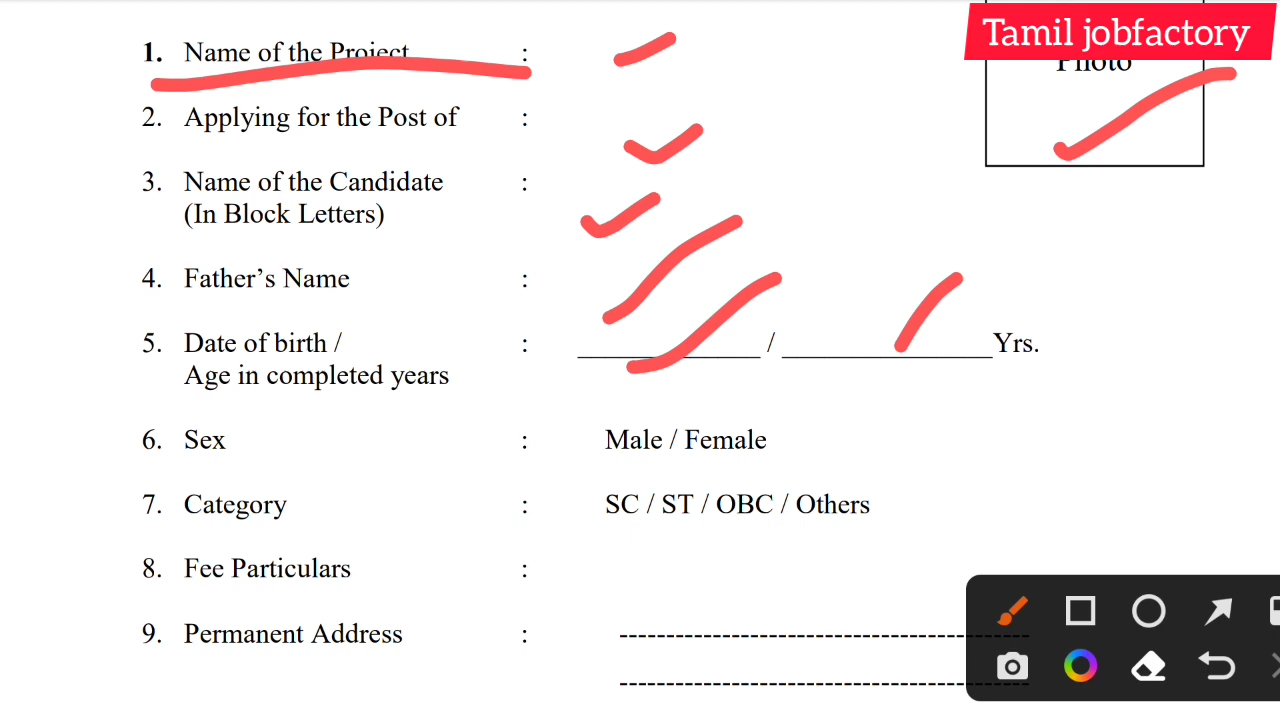 Tamil jobfactory
Photo
1. Name of the Project :
2. Applying for the Post of :
3. Name of the Candidate :
(In Block Letters)
4. Father’s Name :
5. Date of birth / : _____________ / _______________Yrs.
Age in completed years
6. Sex : Male / Female
7. Category : SC / ST / OBC / Others
8. Fee Particulars :
9. Permanent Address :